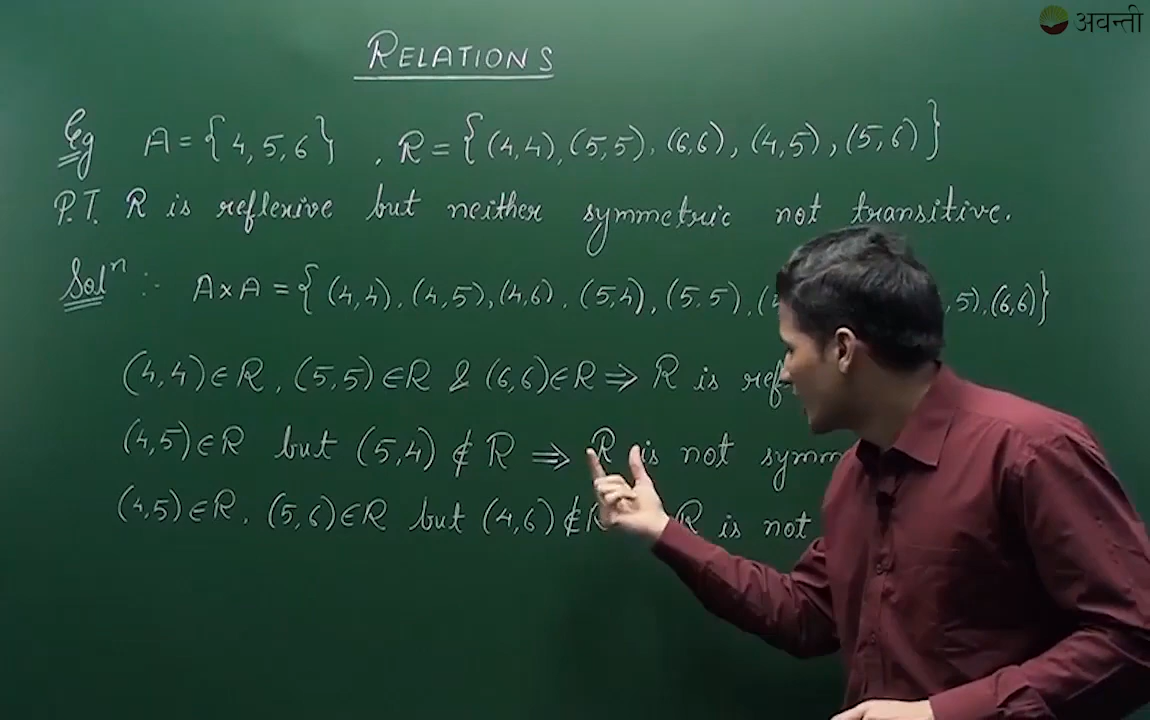 अवन्ती
RELATIONS
Eg A = {4,5,6} , R = {(4,4),(5,5),(6,6),(4,5),(5,6)}
P.T. R is reflexive but neither symmetric not transitive.
Solⁿ :- A×A = {(4,4),(4,5),(4,6),(5,4),(5,5),( ,5),(6,6)}
(4,4)∈R, (5,5)∈R & (6,6)∈R ⇒ R is ref
(4,5)∈R but (5,4)∉R ⇒ R is not symm
(4,5)∈R, (5,6)∈R but (4,6)∉R R is not